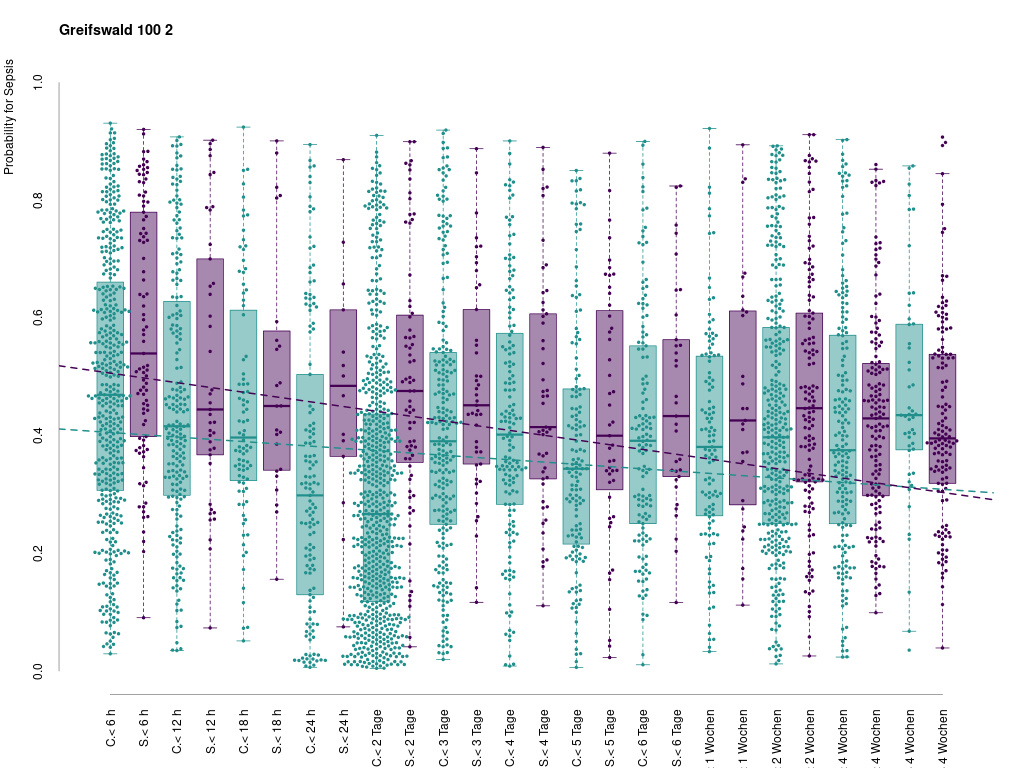 Greifswald 100 2
Probability for Sepsis
1.0
0.8
0.6
0.4
0.2
0.0
C.< 6 h
S.< 6 h
C.< 12 h
S.< 12 h
C.< 18 h
S.< 18 h
C.< 24 h
S.< 24 h
C.< 2 Tage
S.< 2 Tage
C.< 3 Tage
S.< 3 Tage
C.< 4 Tage
S.< 4 Tage
C.< 5 Tage
S.< 5 Tage
C.< 6 Tage
S.< 6 Tage
1 Wochen
1 Wochen
2 Wochen
2 Wochen
4 Wochen
4 Wochen
4 Wochen
4 Wochen